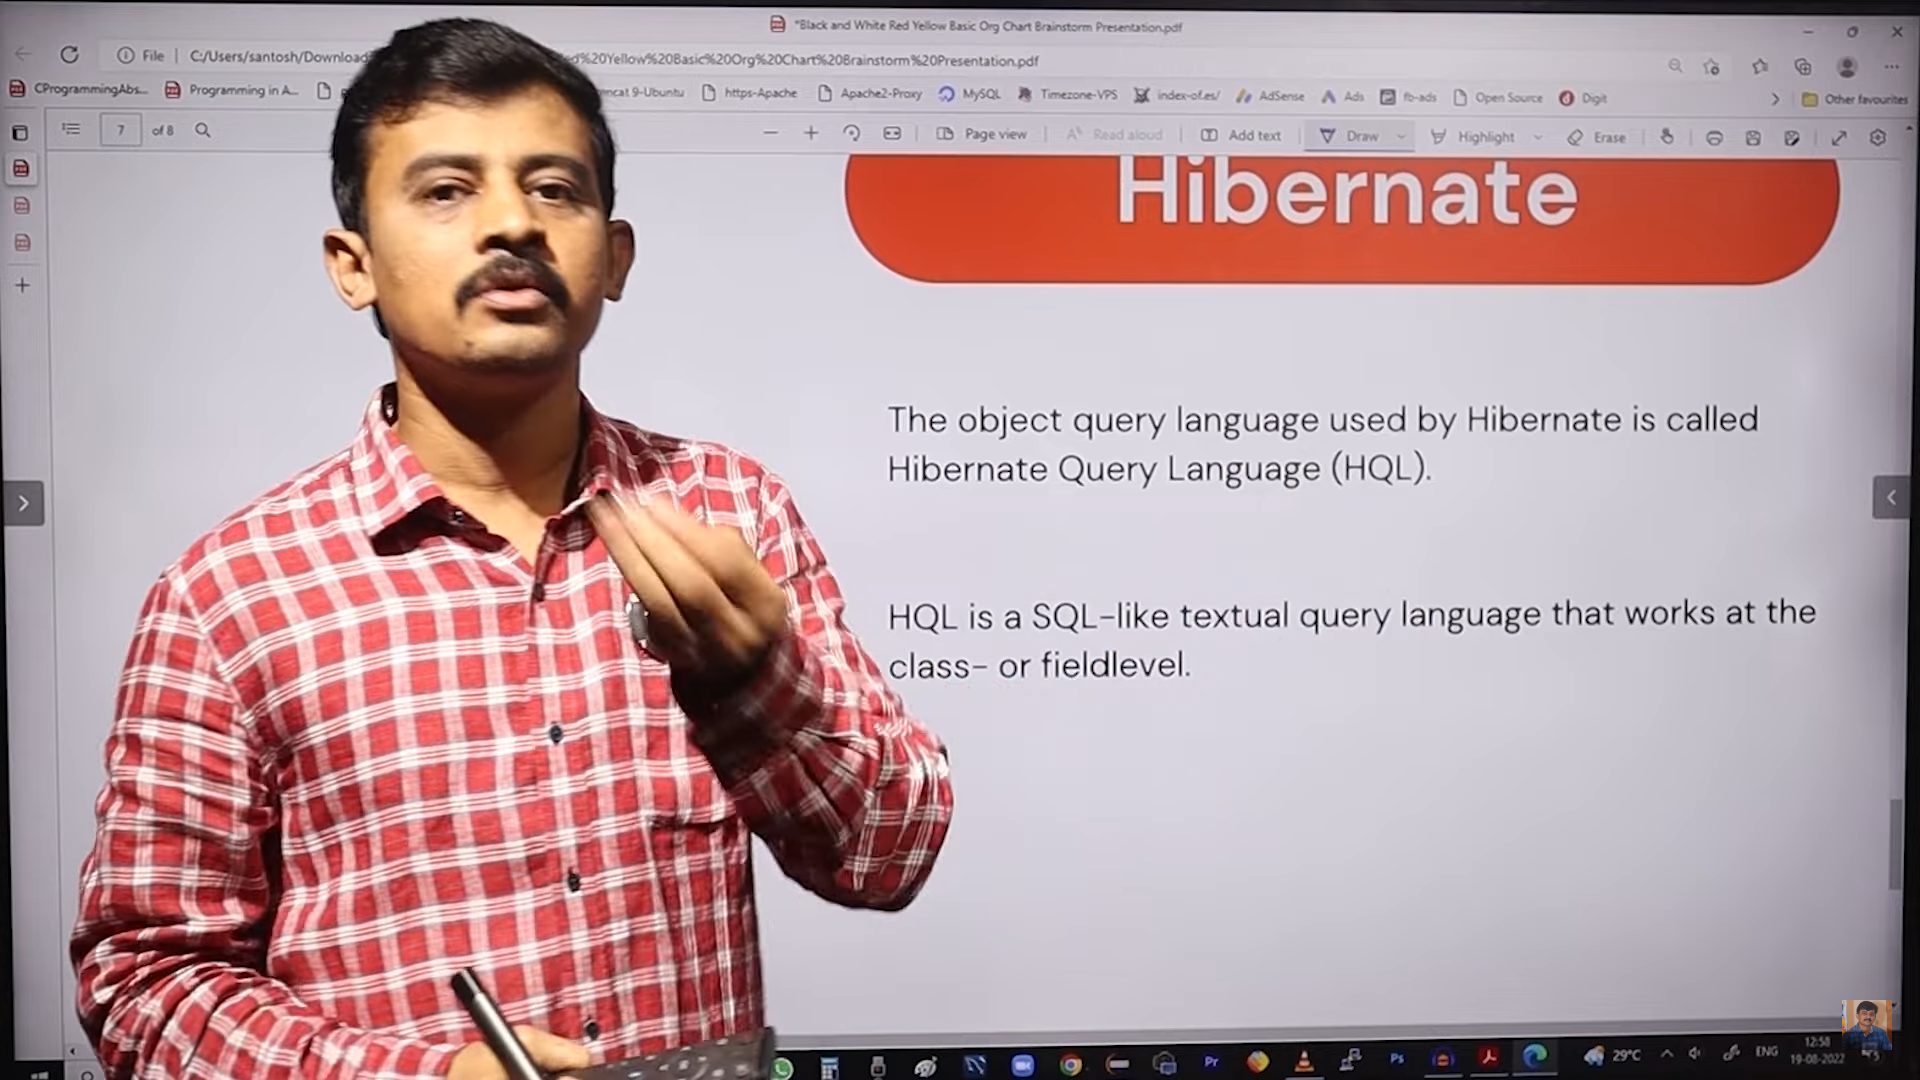 *Black and White Red Yellow Basic Org Chart Brainstorm Presentation.pdf
File | C:/Users/santosh/Download
d%20Yellow%20Basic%20Org%20Chart%20Brainstorm%20Presentation.pdf
CProgrammingAbs... Programming in A... mcat 9-Ubuntu https-Apache Apache2-Proxy MySQL Timezone-VPS index-of.es/ AdSense Ads fb-ads Open Source Digit Other favourites
7 of 8 Page view Read aloud Add text Draw Highlight Erase
Hibernate
The object query language used by Hibernate is called
Hibernate Query Language (HQL).
HQL is a SQL-like textual query language that works at the
class- or fieldlevel.
Pr Ps 29°C ENG 12:58
19-08-2022